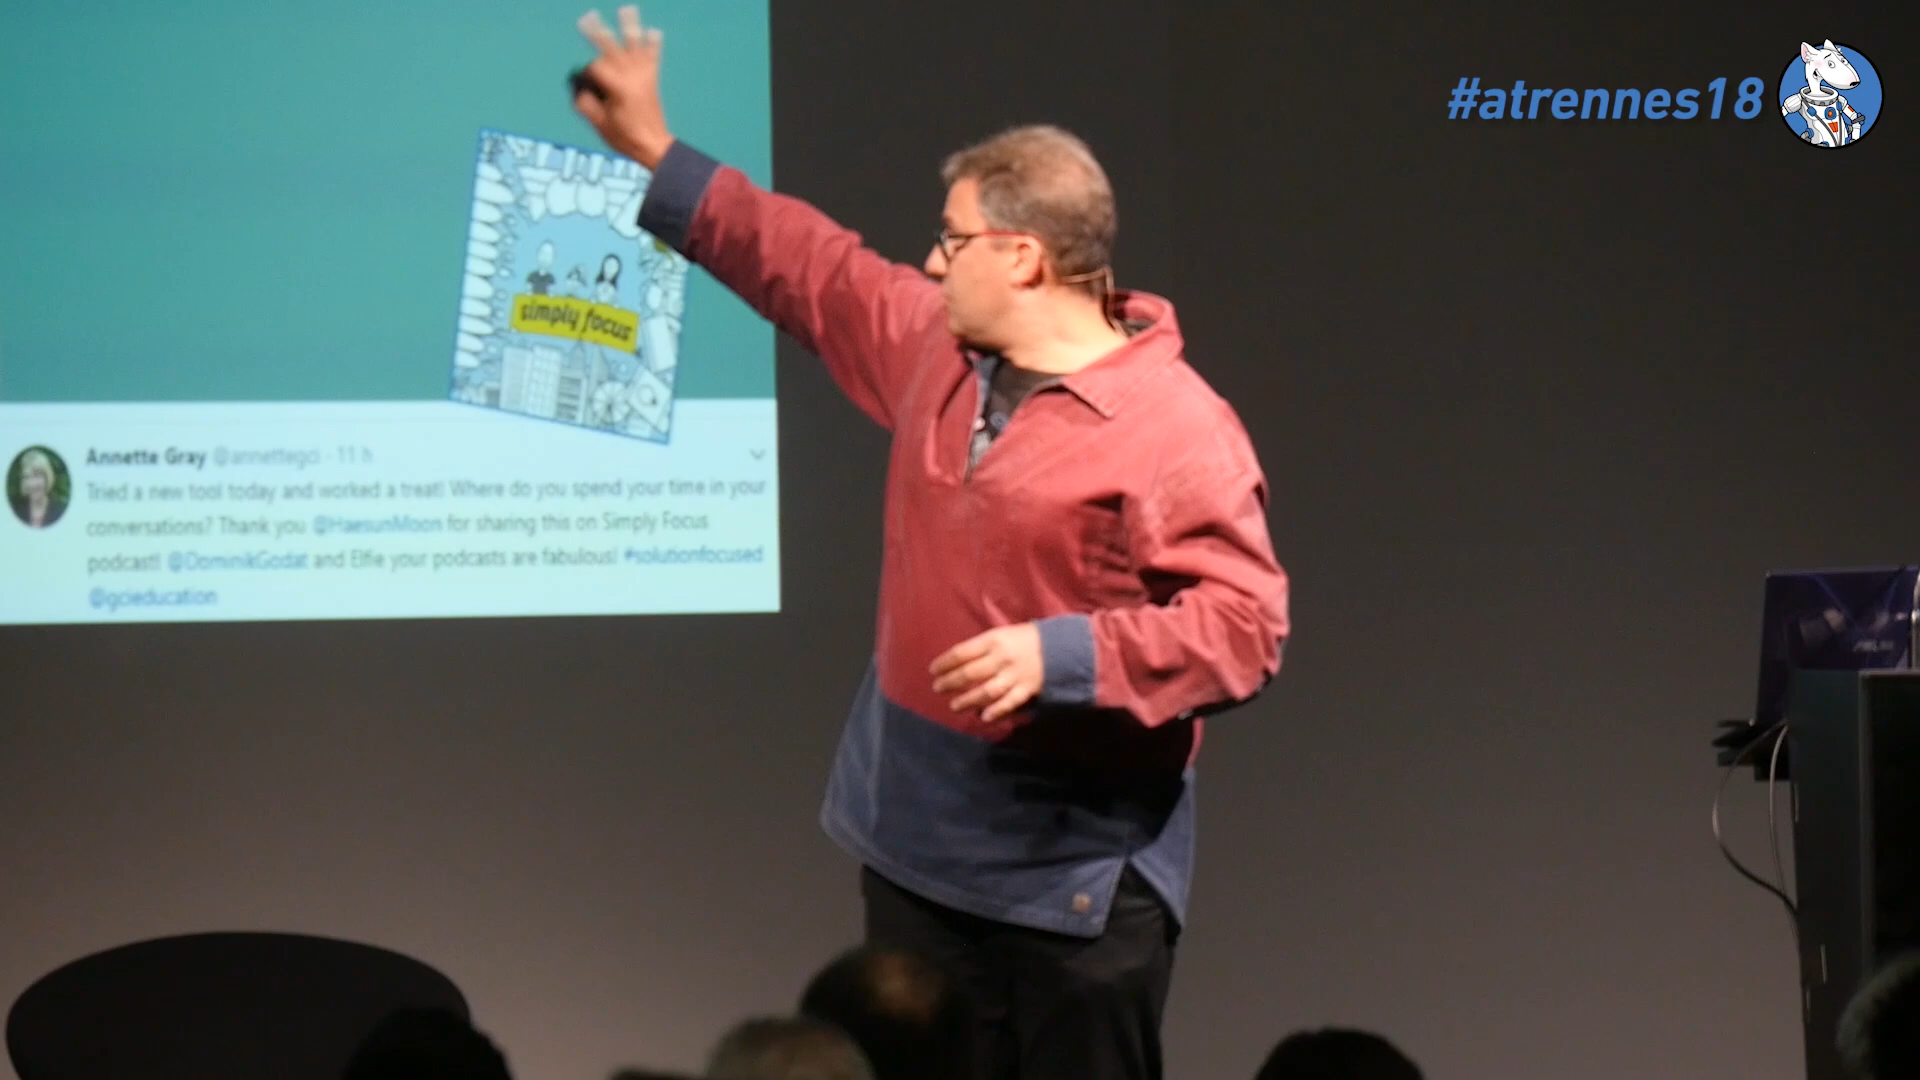 #atrennes18
simply focus
Annette Gray @annettegci · 11 h
Tried a new tool today and worked a treat! Where do you spend your time in your
conversations? Thank you @HaesunMoon for sharing this on Simply Focus
podcast! @DominikGodat and Elfie your podcasts are fabulous! #solutionfocused
@gcieducation